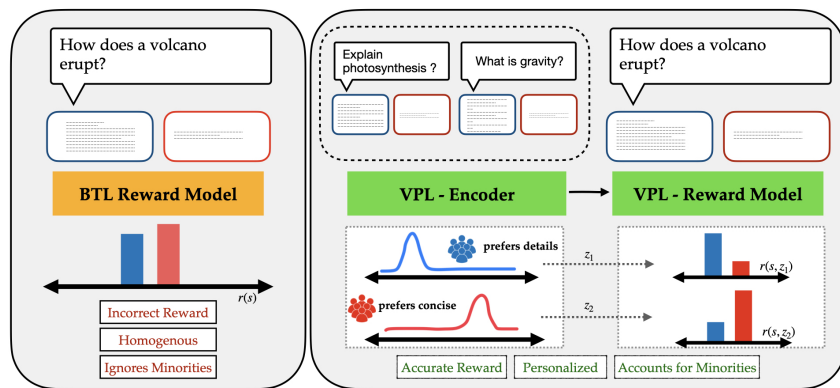 How does a volcano
erupt?
BTL Reward Model
r(s)
Incorrect Reward
Homogenous
Ignores Minorities
Explain
photosynthesis ?
What is gravity?
VPL - Encoder
prefers details
prefers concise
z₁
z₂
How does a volcano
erupt?
VPL - Reward Model
r(s, z₁)
r(s, z₂)
Accurate Reward
Personalized
Accounts for Minorities